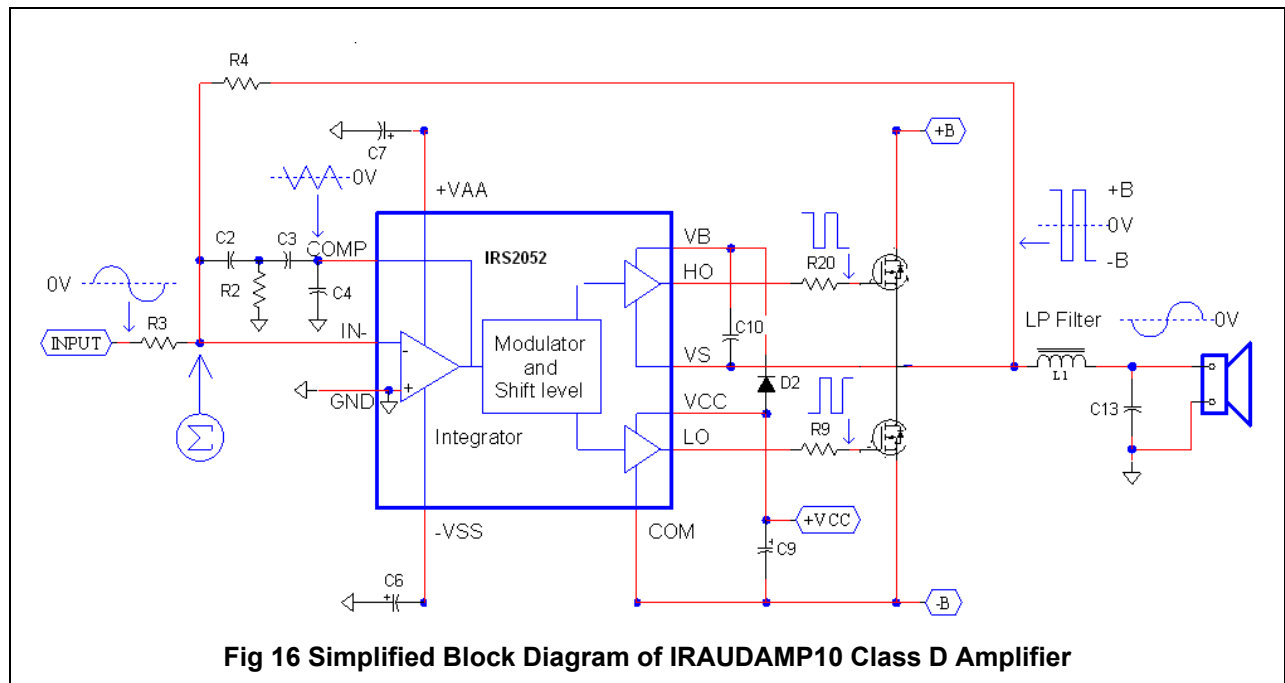 R4
+B
C7
0V
+VAA
+B
0V
-B
C2
C3
COMP
VB
IRS2052
HO
R20
R2
C4
0V
R3
INPUT
IN-
-
+
GND
Modulator
and
Shift level
C10
LP Filter
0V
VS
L1
D2
VCC
C13
Integrator
LO
R9
Σ
-VSS
COM
+VCC
C9
C6
-B
Fig 16 Simplified Block Diagram of IRAUDAMP10 Class D Amplifier